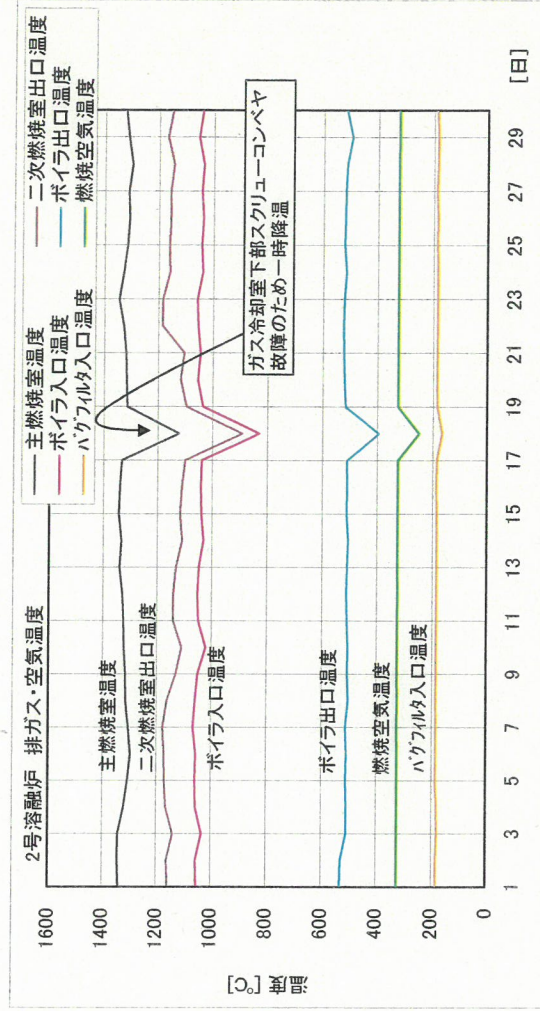 2号溶融炉 排ガス・空気温度
主燃焼室温度
二次燃焼室出口温度
ボイラ入口温度
ボイラ出口温度
バグフィルタ入口温度
燃焼空気温度
ガス冷却室下部スクリューコンベヤ
故障のため一時降温
主燃焼室温度
二次燃焼室出口温度
ボイラ入口温度
ボイラ出口温度
燃焼空気温度
バグフィルタ入口温度
温度 [℃]
1600
1400
1200
1000
800
600
400
200
0
1 3 5 7 9 11 13 15 17 19 21 23 25 27 29
[日]